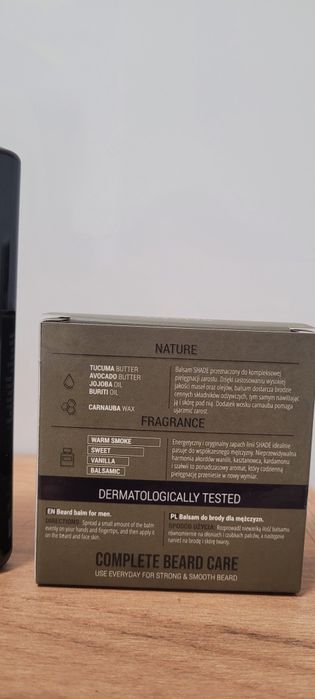 NATURE
TUCUMA BUTTER
AVOCADO BUTTER
JOJOBA OIL
BURITI OIL
CARNAUBA WAX
Balsam SHADE przeznaczony do kompleksowej
pielęgnacji zarostu. Dzięki zastosowaniu wysokiej
jakości maseł oraz olejów, balsam dostarcza brodzie
cennych składników odżywczych, tym samym nawilżając
ją i skórę pod nią. Dodatek wosku carnauba pomaga
ujarzmić zarost.
FRAGRANCE
WARM SMOKE
SWEET
VANILLA
BALSAMIC
Energetyczny i oryginalny zapach linii SHADE idealnie
pasuje do współczesnego mężczyzny. Nieprzewidywalna
harmonia akordów wanilii, kasztanowca, kardamonu
i szałwii to ponadczasowy aromat, który codzienną
pielęgnację przeniesie w nowy wymiar.
DERMATOLOGICALLY TESTED
EN Beard balm for men.
DIRECTIONS: Spread a small amount of the balm
evenly on your hands and fingertips, and then apply it
on the beard and face skin.
PL Balsam do brody dla mężczyzn.
SPOSÓB UŻYCIA: Rozprowadź niewielką ilość balsamu
równomiernie na dłoniach i czubkach palców, a następnie
nanieś na brodę i skórę twarzy.
COMPLETE BEARD CARE
USE EVERYDAY FOR STRONG & SMOOTH BEARD